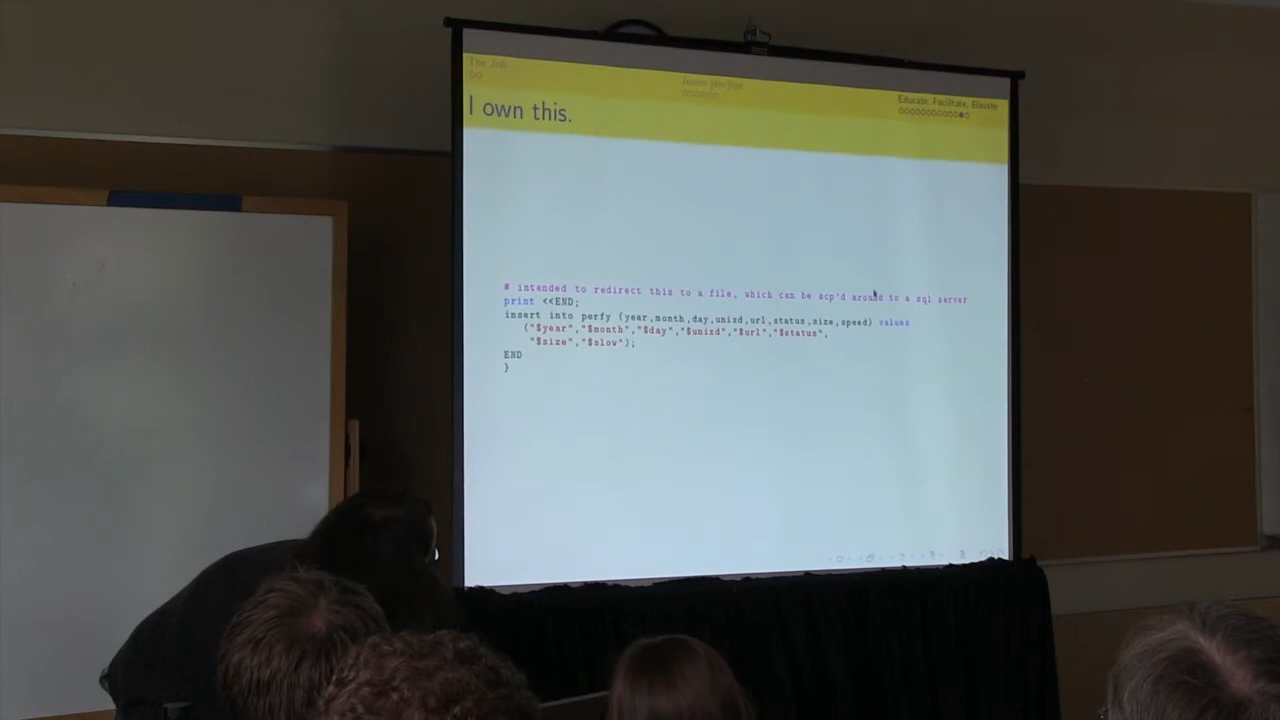 The Job
Educate, Facilitate, Elevate
I own this.
# intended to redirect this to a file, which can be scp'd around to a sql server
print <<END;
insert into perfy (year,month,day,unixd,url,status,size,speed) values
("$year","$month","$day","$unixd","$url","$status",
"$size","$slow");
END
}